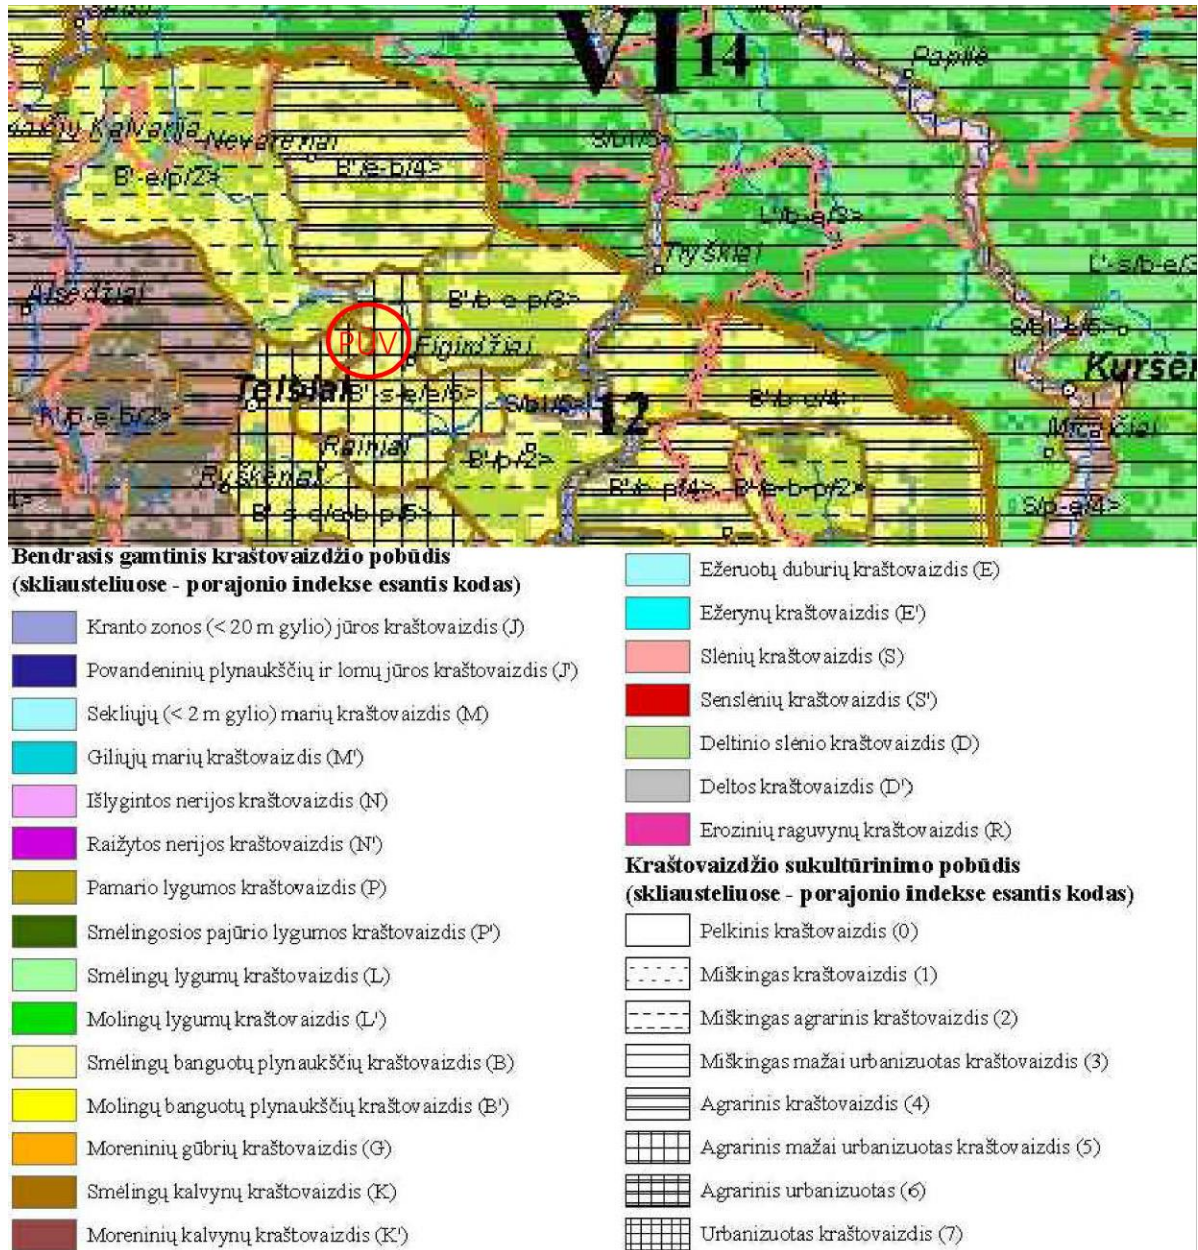 VI 14
Papilė
Kalvarija
Nevarėnai
B'-e/p/2>
B'/e-b/4>
S/b1/5>
L'/b-e/3>
Tryškiai
L'-s/b-e/3
Alsėdžiai
B'/b-e-p/3>
PŪV
Eigirdžiai
S/b1-e/5>
Kuršėn
Telšiai
B'-s-e/e/5>
S/b1/5>
12
B'/b-e/4>
K'/p-e-b/2>
Rainiai
B'/p/2>
Micaičiai
Ryškėnai
B'/e-p/4>
B'/e-b-p/2>
S/p-e/4>
B'-s-e/e-b-p/5>
Bendrasis gamtinis kraštovaizdžio pobūdis
(skliausteliuose - porajonio indekse esantis kodas)
Kranto zonos (< 20 m gylio) jūros kraštovaizdis (J)
Povandeninių plynaukščių ir lomų jūros kraštovaizdis (J')
Sekliųjų (< 2 m gylio) marių kraštovaizdis (M)
Giliųjų marių kraštovaizdis (M')
Išlygintos nerijos kraštovaizdis (N)
Raižytos nerijos kraštovaizdis (N')
Pamario lygumos kraštovaizdis (P)
Smėlingosios pajūrio lygumos kraštovaizdis (P')
Smėlingų lygumų kraštovaizdis (L)
Molingų lygumų kraštovaizdis (L')
Smėlingų banguotų plynaukščių kraštovaizdis (B)
Molingų banguotų plynaukščių kraštovaizdis (B')
Moreninių gūbrių kraštovaizdis (G)
Smėlingų kalvynų kraštovaizdis (K)
Moreninių kalvynų kraštovaizdis (K')
Ežeruotų duburių kraštovaizdis (E)
Ežerynų kraštovaizdis (E')
Slėnių kraštovaizdis (S)
Senslėnių kraštovaizdis (S')
Deltinio slėnio kraštovaizdis (D)
Deltos kraštovaizdis (D')
Erozinių raguvynų kraštovaizdis (R)
Kraštovaizdžio sukultūrinimo pobūdis
(skliausteliuose - porajonio indekse esantis kodas)
Pelkinis kraštovaizdis (0)
Miškingas kraštovaizdis (1)
Miškingas agrarinis kraštovaizdis (2)
Miškingas mažai urbanizuotas kraštovaizdis (3)
Agrarinis kraštovaizdis (4)
Agrarinis mažai urbanizuotas kraštovaizdis (5)
Agrarinis urbanizuotas (6)
Urbanizuotas kraštovaizdis (7)